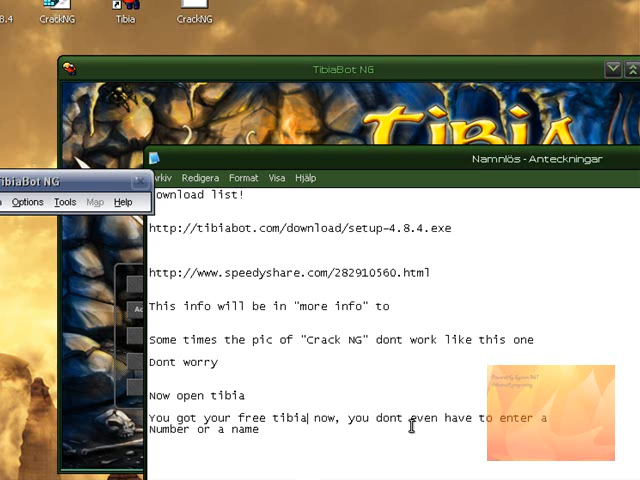 8.4
CrackNG
Tibia
CrackNG
TibiaBot NG
TIBIA
Namnlös - Anteckningar
Arkiv Redigera Format Visa Hjälp
TibiaBot NG
Options Tools Map Help
Download list!
http://tibiabot.com/download/setup-4.8.4.exe
http://www.speedyshare.com/282910560.html
This info will be in "more info" to
Some times the pic of "Crack NG" dont work like this one
Dont worry
Now open tibia
You got your free tibia now, you dont even have to enter a
Number or a name